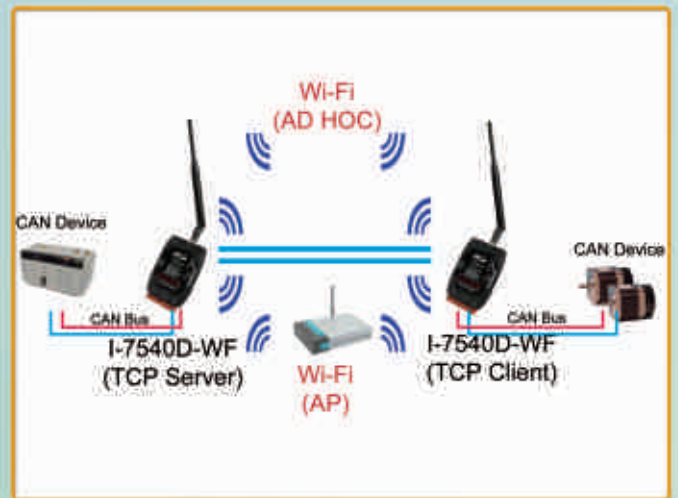 Wi-Fi
(AD HOC)
CAN Device
CAN Device
CAN Bus
CAN Bus
I-7540D-WF
(TCP Server)
Wi-Fi
(AP)
I-7540D-WF
(TCP Client)